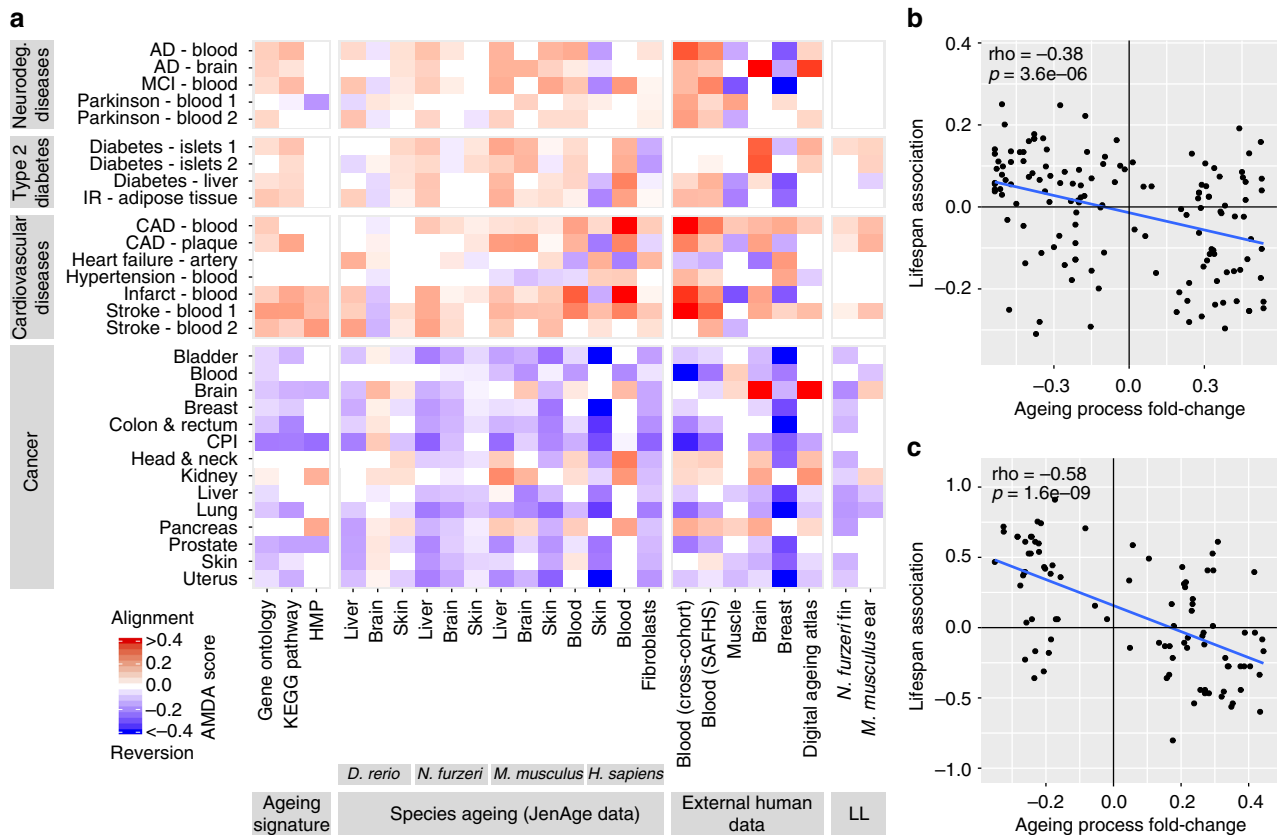 a
Neurodeg.
diseases
AD - blood
AD - brain
MCI - blood
Parkinson - blood 1
Parkinson - blood 2
Type 2
diabetes
Diabetes - islets 1
Diabetes - islets 2
Diabetes - liver
IR - adipose tissue
Cardiovascular
diseases
CAD - blood
CAD - plaque
Heart failure - artery
Hypertension - blood
Infarct - blood
Stroke - blood 1
Stroke - blood 2
Cancer
Bladder
Blood
Brain
Breast
Colon & rectum
CPI
Head & neck
Kidney
Liver
Lung
Pancreas
Prostate
Skin
Uterus
Alignment
>0.4
0.2
0.0
−0.2
<−0.4
AMDA score
Reversion
Gene ontology
KEGG pathway
HMP
Liver
Brain
Skin
Liver
Brain
Skin
Liver
Brain
Skin
Blood
Skin
Blood
Fibroblasts
Blood (cross-cohort)
Blood (SAFHS)
Muscle
Brain
Breast
Digital ageing atlas
N. furzeri fin
M. musculus ear
D. rerio
N. furzeri
M. musculus
H. sapiens
Ageing
signature
Species ageing (JenAge data)
External human
data
LL
b
rho = −0.38
p = 3.6e−06
0.4
0.2
0.0
−0.2
Lifespan association
−0.3
0.0
0.3
Ageing process fold-change
c
rho = −0.58
p = 1.6e−09
1.0
0.5
0.0
−0.5
−1.0
Lifespan association
−0.2
0.0
0.2
0.4
Ageing process fold-change